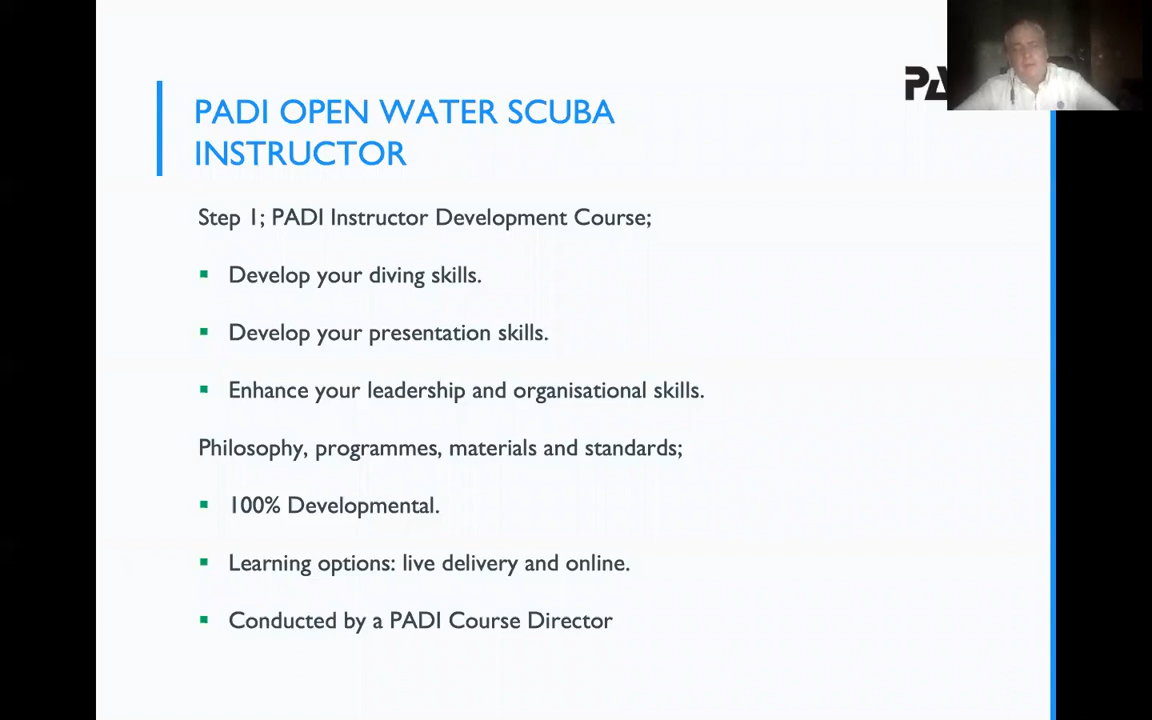 PADI OPEN WATER SCUBA
INSTRUCTOR
Step 1; PADI Instructor Development Course;
▪ Develop your diving skills.
▪ Develop your presentation skills.
▪ Enhance your leadership and organisational skills.
Philosophy, programmes, materials and standards;
▪ 100% Developmental.
▪ Learning options: live delivery and online.
▪ Conducted by a PADI Course Director